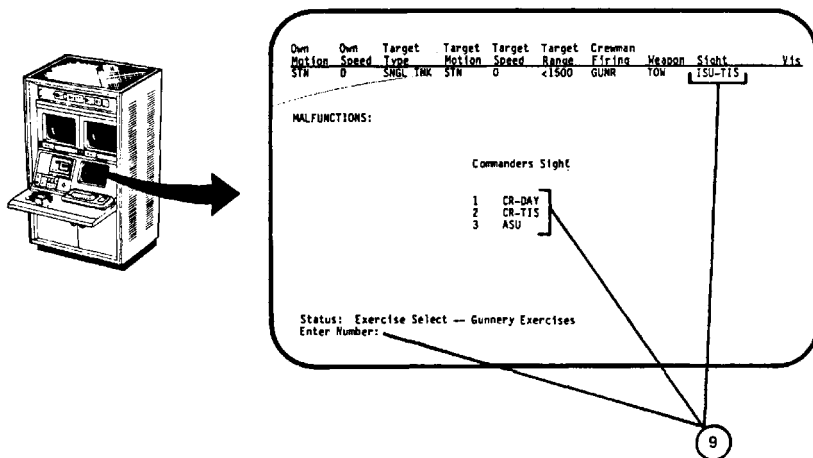 Own Own Target Target Target Target Crewman
Motion Speed Type Motion Speed Range Firing Weapon Sight Vis
STN 0 SNGL TNK STN 0 <1500 GUNR TOW ISU-TIS
MALFUNCTIONS:
Commanders Sight
1 CR-DAY
2 CR-TIS
3 ASU
Status: Exercise Select -- Gunnery Exercises
Enter Number:
9